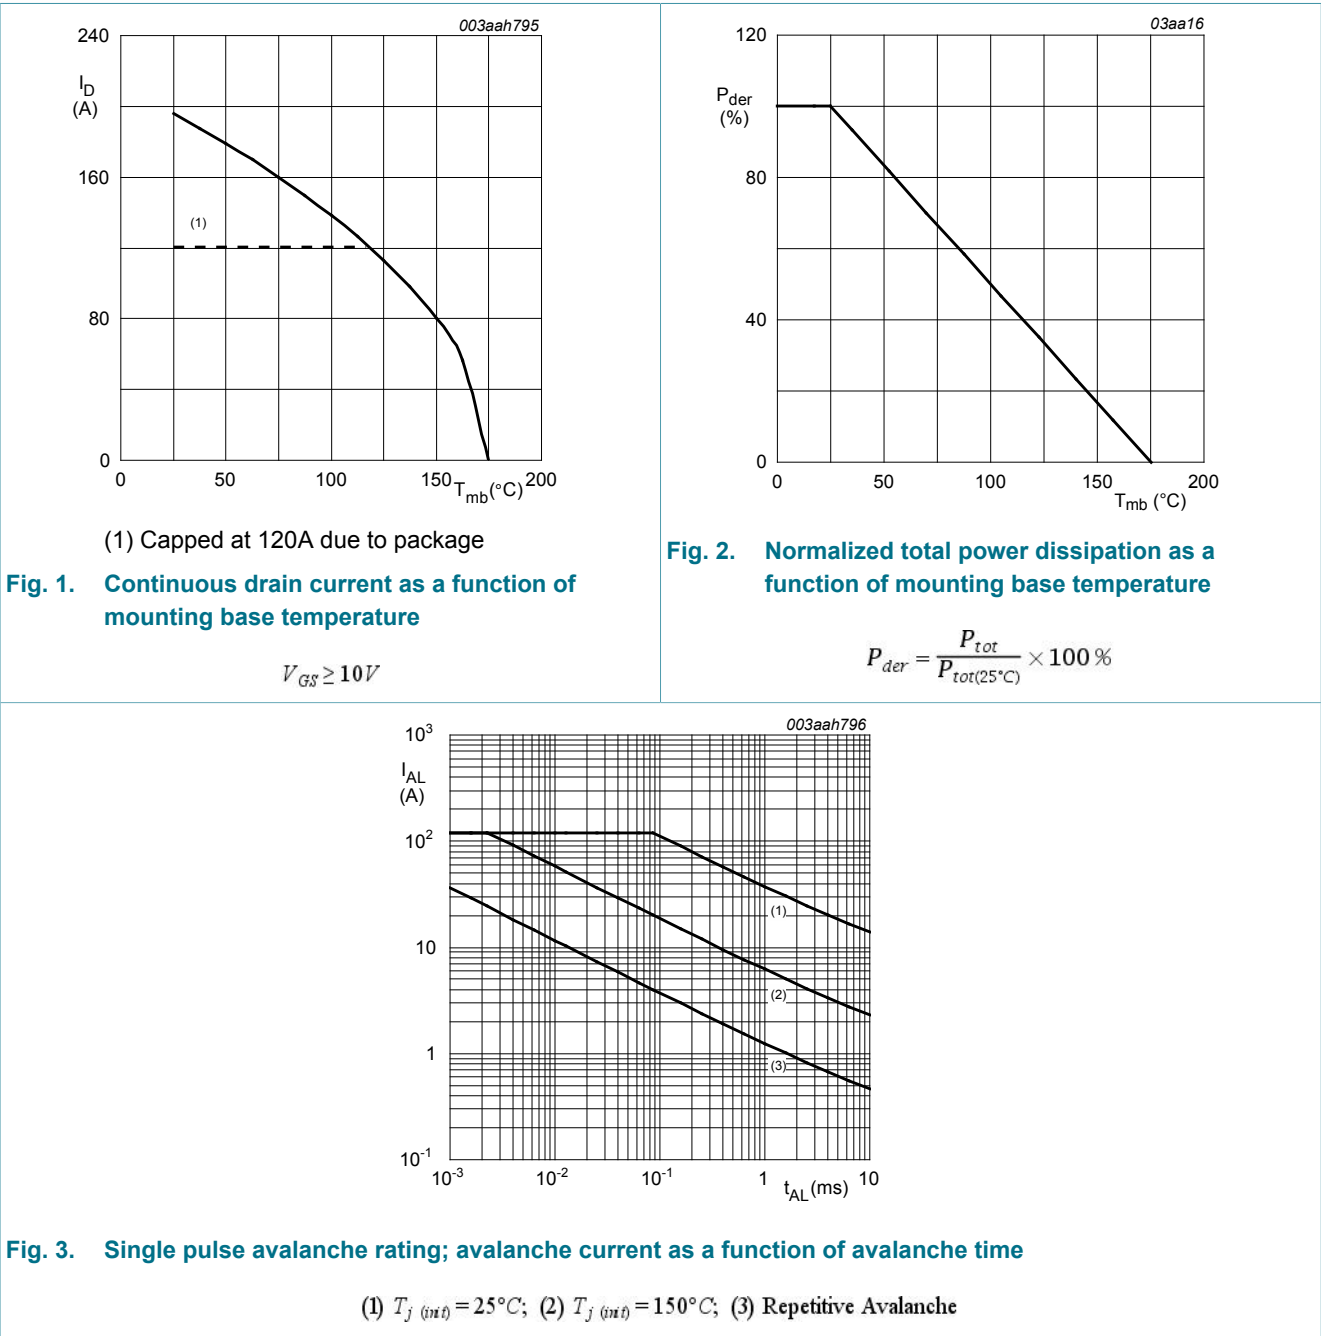 003aah795
240
I_D
(A)
160
(1)
80
0
0 50 100 150 T_mb(°C) 200
(1) Capped at 120A due to package
Fig. 1. Continuous drain current as a function of
mounting base temperature
V_GS ≥ 10V
03aa16
120
P_der
(%)
80
40
0
0 50 100 150 200
T_mb (°C)
Fig. 2. Normalized total power dissipation as a
function of mounting base temperature
P_der = P_tot / P_tot(25°C) × 100 %
003aah796
10^3
I_AL
(A)
10^2
10
(1)
(2)
1
(3)
10^-1
10^-3 10^-2 10^-1 1 t_AL(ms) 10
Fig. 3. Single pulse avalanche rating; avalanche current as a function of avalanche time
(1) T_j (init) = 25°C; (2) T_j (init) = 150°C; (3) Repetitive Avalanche